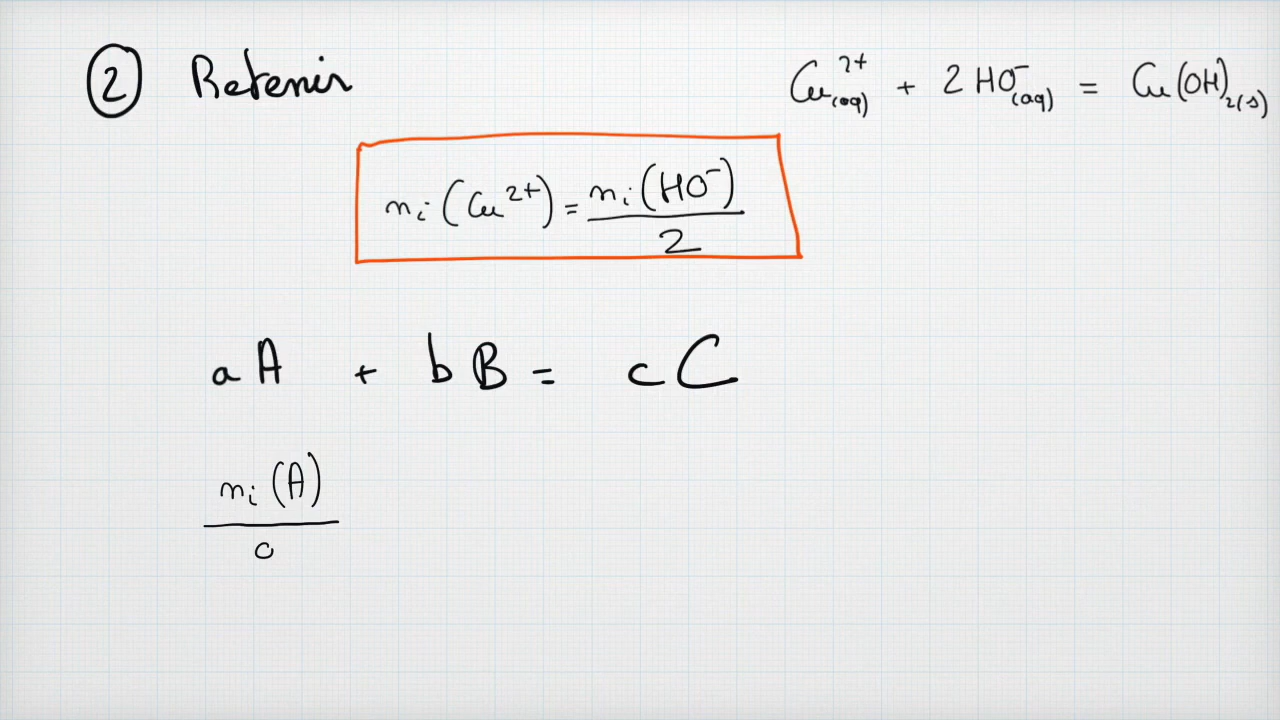 ② Retenir
Cu²⁺(aq) + 2 HO⁻(aq) = Cu(OH)₂(s)
nᵢ(Cu²⁺) = nᵢ(HO⁻)/2
aA + bB = cC
nᵢ(A)/a